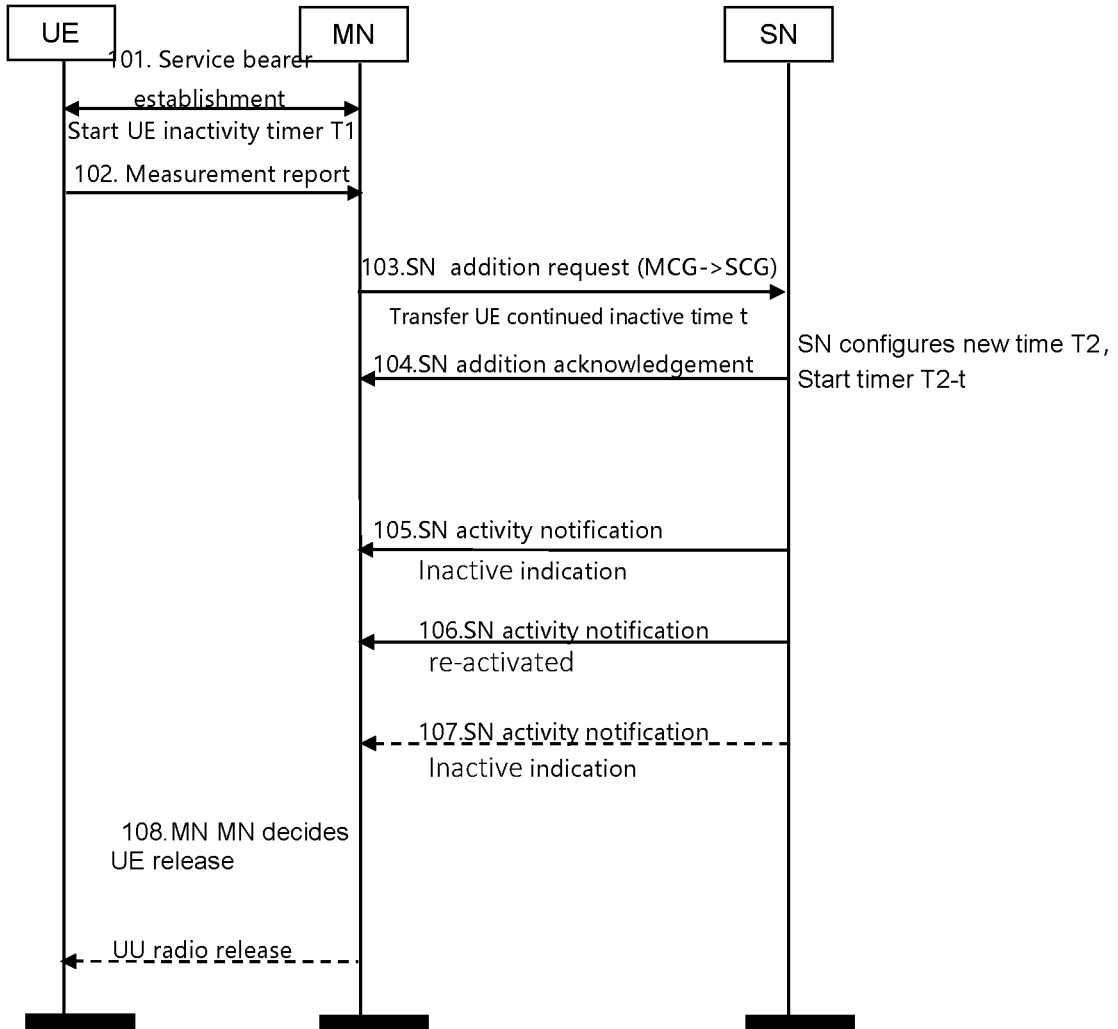 UE
MN
SN
101. Service bearer
establishment
Start UE inactivity timer T1
102. Measurement report
103.SN addition request (MCG->SCG)
Transfer UE continued inactive time t
SN configures new time T2,
104.SN addition acknowledgement
Start timer T2-t
105.SN activity notification
Inactive indication
106.SN activity notification
re-activated
107.SN activity notification
Inactive indication
108.MN MN decides
UE release
UU radio release